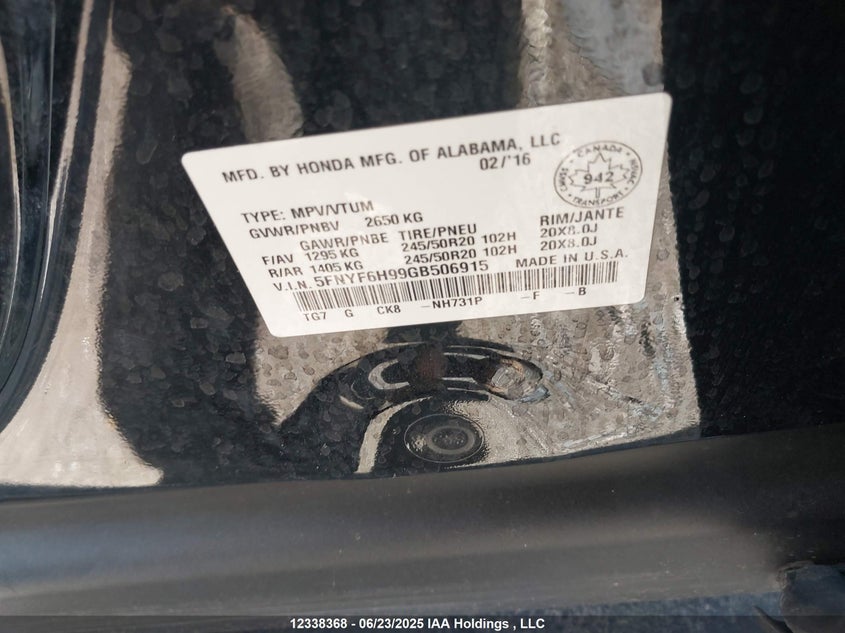 MFD. BY HONDA MFG. OF ALABAMA, LLC
02/'16
CANADA
942
TRANSPORT
TYPE: MPV/VTUM
GVWR/PNBV 2650 KG
GAWR/PNBE TIRE/PNEU RIM/JANTE
F/AV 1295 KG 245/50R20 102H 20X8.0J
R/AR 1405 KG 245/50R20 102H 20X8.0J
V.I.N. 5FNYF6H99GB506915 MADE IN U.S.A.
TG7 G CK8 -NH731P -F -B
12338368 - 06/23/2025 IAA Holdings , LLC